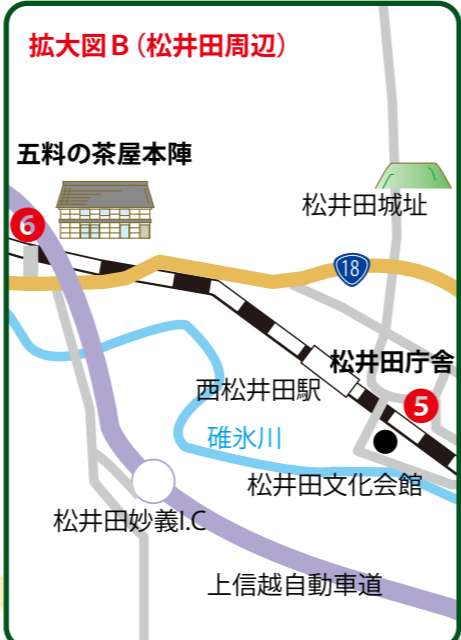 拡大図B（松井田周辺）
五料の茶屋本陣
松井田城址
6
18
松井田庁舎
西松井田駅
5
碓氷川
松井田文化会館
松井田妙義I.C
上信越自動車道